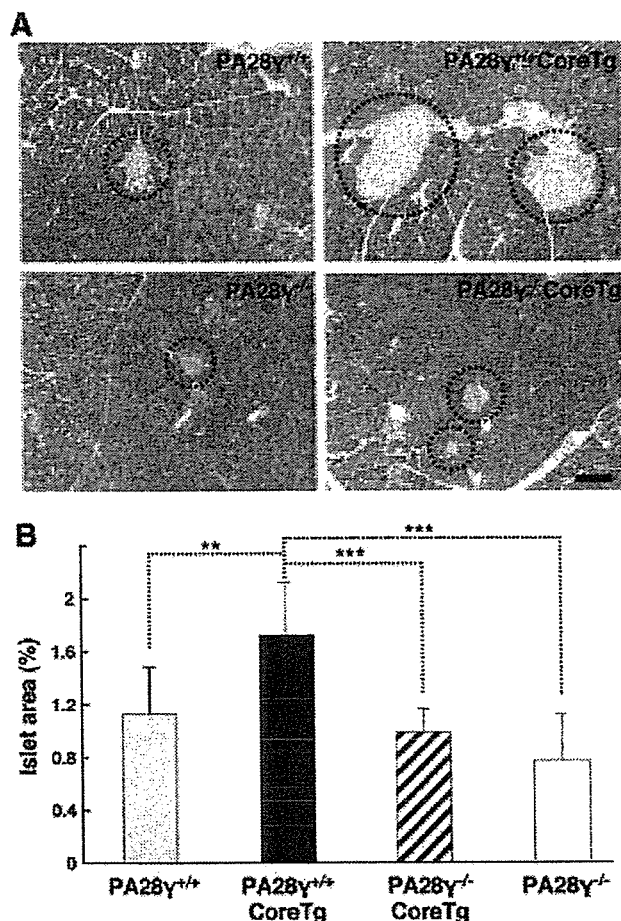 A
PA28γ+/+
PA28γ+/+CoreTg
PA28γ-/-
PA28γ-/-CoreTg
B
** *** ***
Islet area (%)
2
1.6
1.2
0.8
0.4
0
PA28γ+/+ PA28γ+/+ PA28γ-/- PA28γ-/-
CoreTg CoreTg